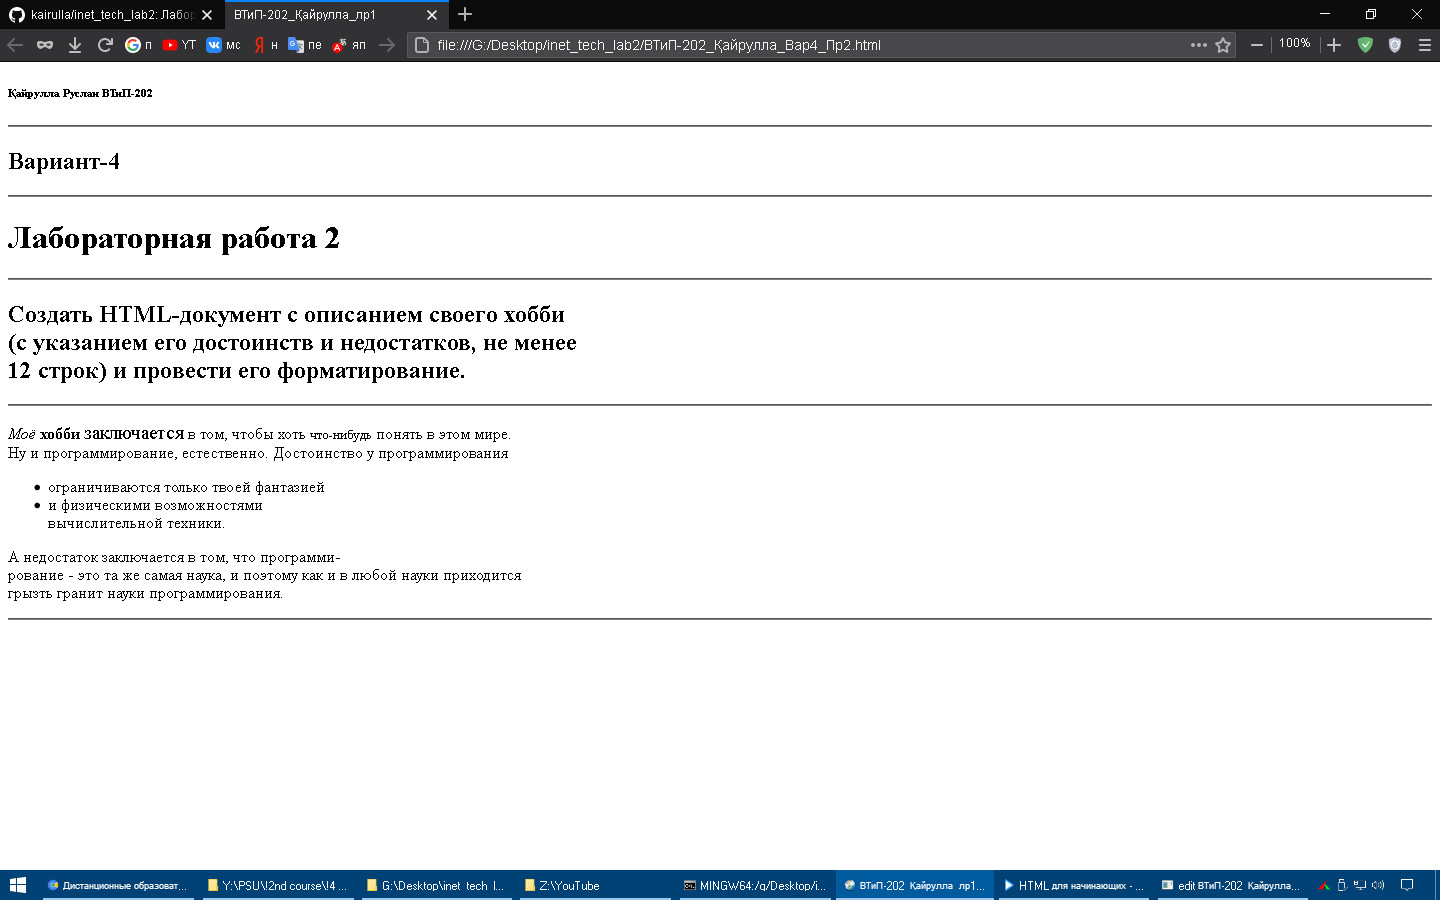 kairulla/inet_tech_lab2: Лабор
ВТиП-202_Қайрулла_лр1
п
YT
мс
н
пе
яп
file:///G:/Desktop/inet_tech_lab2/ВТиП-202_Қайрулла_Вар4_Пр2.html
100%
Қайрулла Руслан ВТиП-202
Вариант-4
Лабораторная работа 2
Создать HTML-документ с описанием своего хобби
(с указанием его достоинств и недостатков, не менее
12 строк) и провести его форматирование.
Моё хобби заключается в том, чтобы хоть что-нибудь понять в этом мире.
Ну и программирование, естественно. Достоинство у программирования
ограничиваются только твоей фантазией
и физическими возможностями
вычислительной техники.
А недостаток заключается в том, что программи-
рование - это та же самая наука, и поэтому как и в любой науки приходится
грызть гранит науки программирования.
Дистанционные образоват...
Y:\PSU\!2nd course\!4 ...
G:\Desktop\inet_tech_l...
Z:\YouTube
MINGW64:/g/Desktop/i...
ВТиП-202_Қайрулла_лр1...
HTML для начинающих - ...
edit ВТиП-202_Қайрулла...